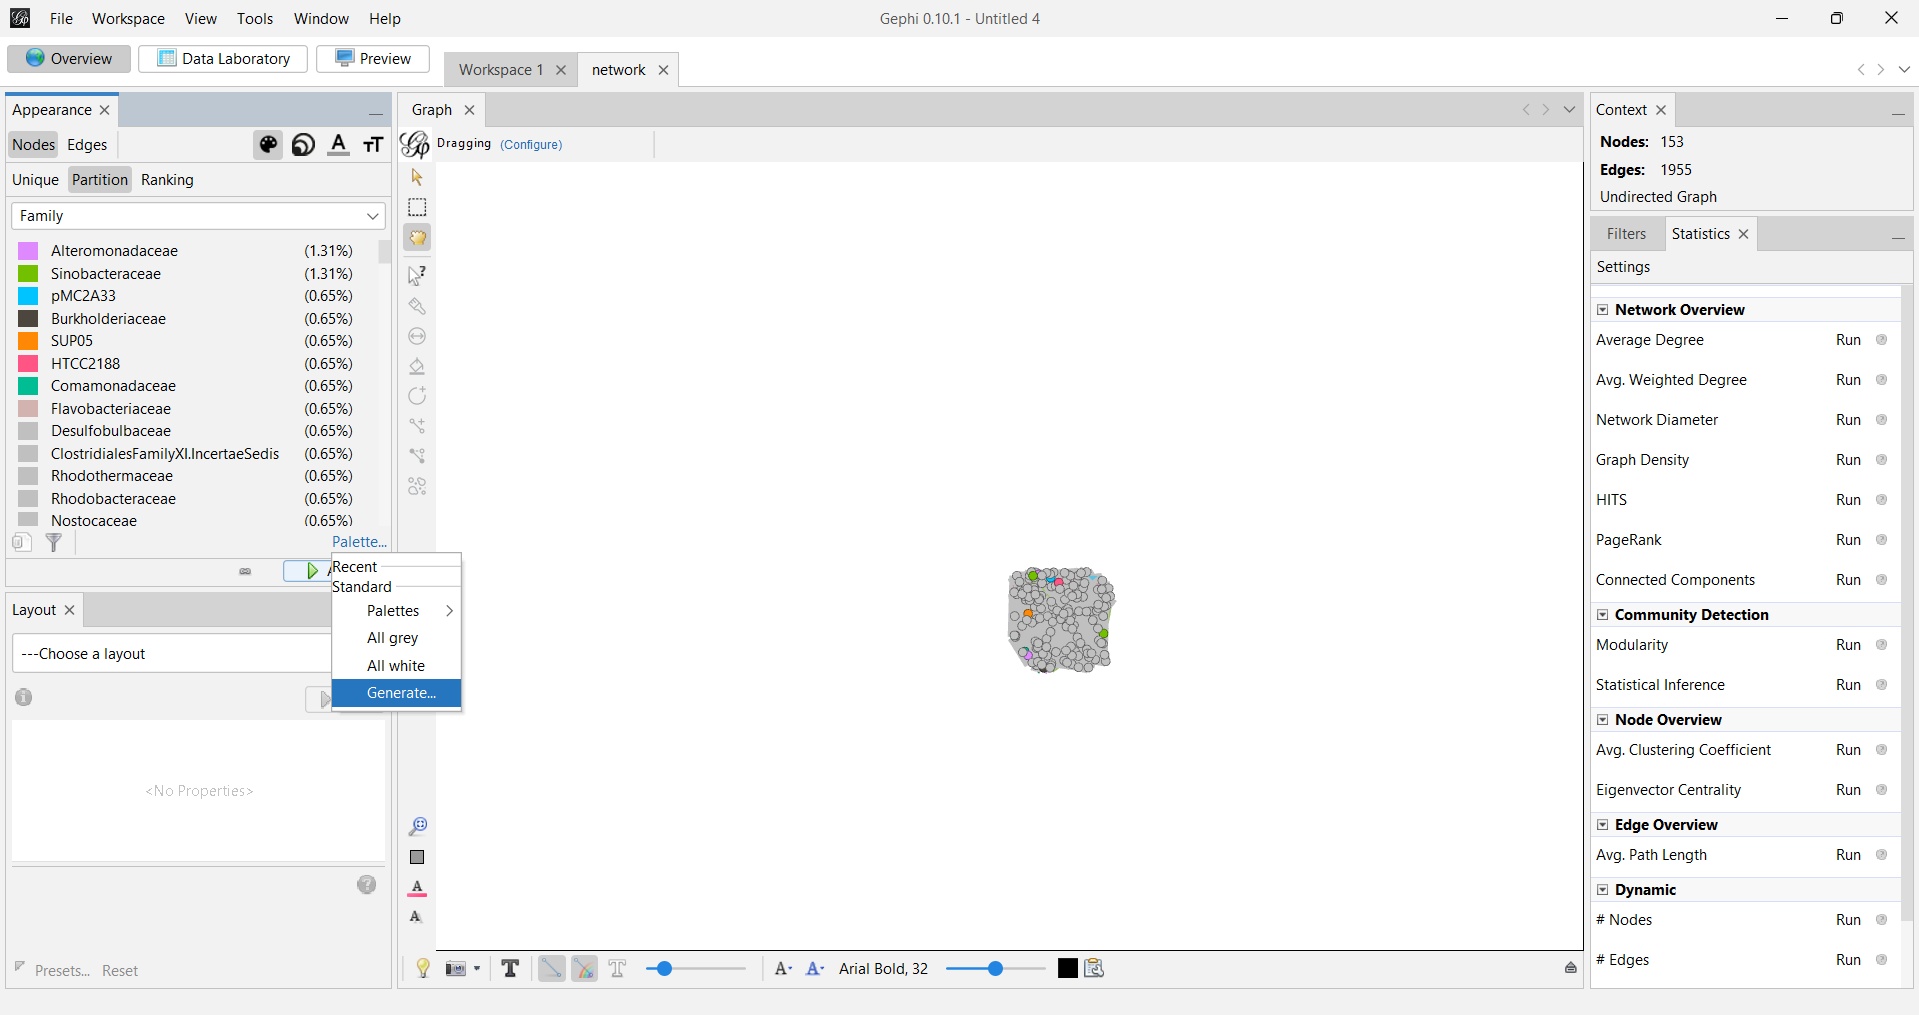 File Workspace View Tools Window Help
Gephi 0.10.1 - Untitled 4
Overview Data Laboratory Preview
Workspace 1 network
Appearance
Nodes Edges
Unique Partition Ranking
Family
Alteromonadaceae (1.31%)
Sinobacteraceae (1.31%)
pMC2A33 (0.65%)
Burkholderiaceae (0.65%)
SUP05 (0.65%)
HTCC2188 (0.65%)
Comamonadaceae (0.65%)
Flavobacteriaceae (0.65%)
Desulfobulbaceae (0.65%)
ClostridialesFamilyXI.IncertaeSedis (0.65%)
Rhodothermaceae (0.65%)
Rhodobacteraceae (0.65%)
Nostocaceae (0.65%)
Palette...
Recent
Standard
Palettes
All grey
All white
Generate...
Layout
---Choose a layout
<No Properties>
Presets... Reset
Graph
Dragging (Configure)
Arial Bold, 32
Context
Nodes: 153
Edges: 1955
Undirected Graph
Filters Statistics
Settings
Network Overview
Average Degree Run
Avg. Weighted Degree Run
Network Diameter Run
Graph Density Run
HITS Run
PageRank Run
Connected Components Run
Community Detection
Modularity Run
Statistical Inference Run
Node Overview
Avg. Clustering Coefficient Run
Eigenvector Centrality Run
Edge Overview
Avg. Path Length Run
Dynamic
# Nodes Run
# Edges Run